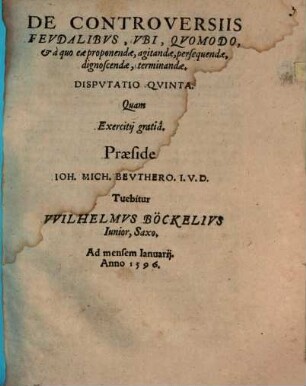 DE CONTROVERSIIS
FEVDALIBVS, VBI, QVOMODO,
& à quo eæ proponendæ, agitandæ, persequendæ,
dignoscendæ, terminandæ.
DISPVTATIO QVINTA.
Quam
Exercitij gratiâ.
Præside
IOH. MICH. BEVTHERO. I. V. D.
Tuebitur
VVILHELMVS BÖCKELIVS
Iunior, Saxo.
Ad mensem Ianuarij.
Anno 1596.